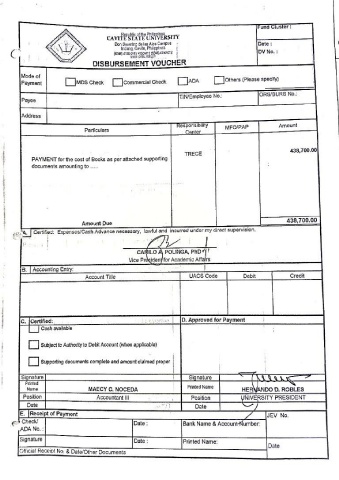 Fund Cluster :
Republic of the Philippines
CAVITE STATE UNIVERSITY
Don Severino delas Alas Campus
Indang, Cavite, Philippines
Date :
DV No. :
DISBURSEMENT VOUCHER
Mode of Payment
MDS Check
Commercial Check
ADA
Others (Please specify)
Payee
TIN/Employee No.:
ORS/BURS No.:
Address
Particulars
Responsibility Center
MFO/PAP
Amount
PAYMENT for the cost of Books as per attached supporting documents amounting to .....
TRECE
438,700.00
Amount Due
438,700.00
A. Certified: Expenses/Cash Advance necessary, lawful and incurred under my direct supervision.
CAMILO A. POLINGA, PhD
Vice President for Academic Affairs
B. Accounting Entry:
Account Title
UACS Code
Debit
Credit
C. Certified:
D. Approved for Payment
Cash available
Subject to Authority to Debit Account (when applicable)
Supporting documents complete and amount claimed proper
Signature
Signature
Printed Name
MAECY C. NOCEDA
Printed Name
HERNANDO D. ROBLES
Position
Accountant III
Position
UNIVERSITY PRESIDENT
Date
Date
E. Receipt of Payment
JEV No.
Check/ ADA No. :
Date :
Bank Name & Account Number:
Signature
Date :
Printed Name:
Date
Official Receipt No. & Date/Other Documents